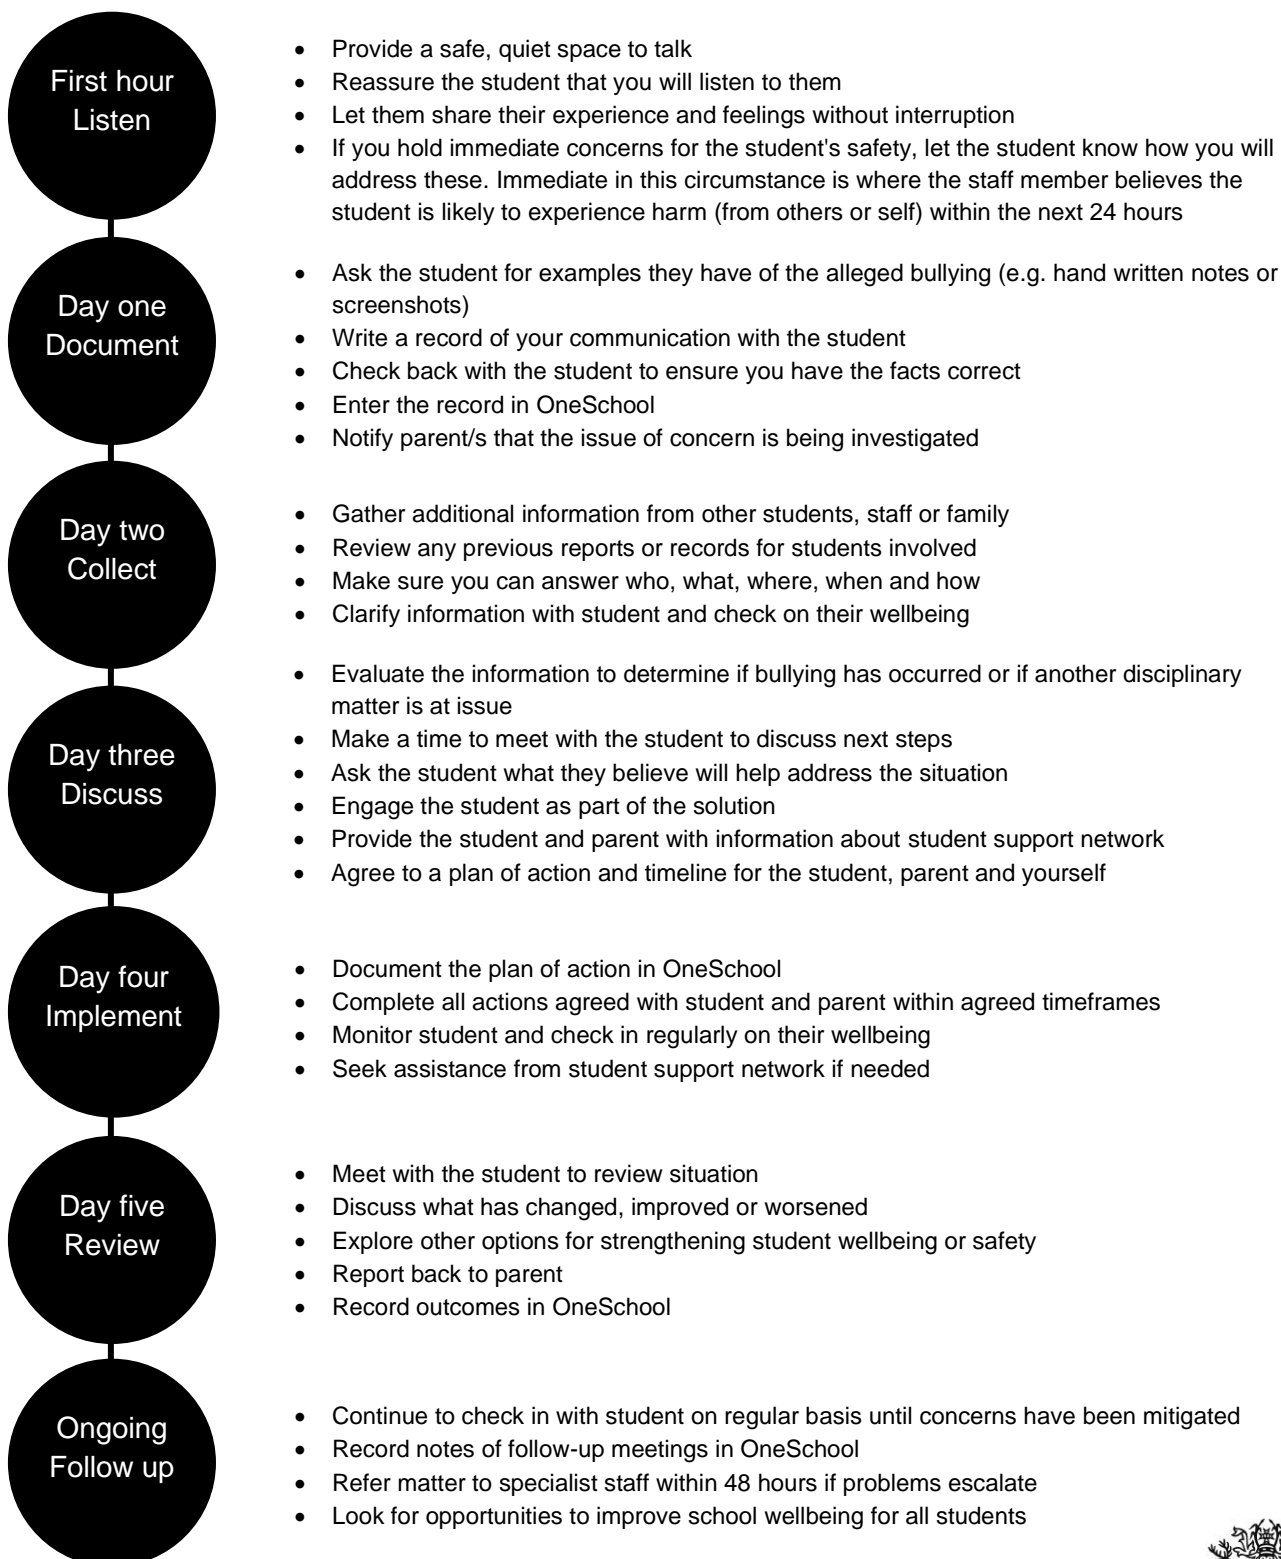 First hour
Listen
• Provide a safe, quiet space to talk
• Reassure the student that you will listen to them
• Let them share their experience and feelings without interruption
• If you hold immediate concerns for the student's safety, let the student know how you will
address these. Immediate in this circumstance is where the staff member believes the
student is likely to experience harm (from others or self) within the next 24 hours
Day one
Document
• Ask the student for examples they have of the alleged bullying (e.g. hand written notes or
screenshots)
• Write a record of your communication with the student
• Check back with the student to ensure you have the facts correct
• Enter the record in OneSchool
• Notify parent/s that the issue of concern is being investigated
Day two
Collect
• Gather additional information from other students, staff or family
• Review any previous reports or records for students involved
• Make sure you can answer who, what, where, when and how
• Clarify information with student and check on their wellbeing
Day three
Discuss
• Evaluate the information to determine if bullying has occurred or if another disciplinary
matter is at issue
• Make a time to meet with the student to discuss next steps
• Ask the student what they believe will help address the situation
• Engage the student as part of the solution
• Provide the student and parent with information about student support network
• Agree to a plan of action and timeline for the student, parent and yourself
Day four
Implement
• Document the plan of action in OneSchool
• Complete all actions agreed with student and parent within agreed timeframes
• Monitor student and check in regularly on their wellbeing
• Seek assistance from student support network if needed
Day five
Review
• Meet with the student to review situation
• Discuss what has changed, improved or worsened
• Explore other options for strengthening student wellbeing or safety
• Report back to parent
• Record outcomes in OneSchool
Ongoing
Follow up
• Continue to check in with student on regular basis until concerns have been mitigated
• Record notes of follow-up meetings in OneSchool
• Refer matter to specialist staff within 48 hours if problems escalate
• Look for opportunities to improve school wellbeing for all students